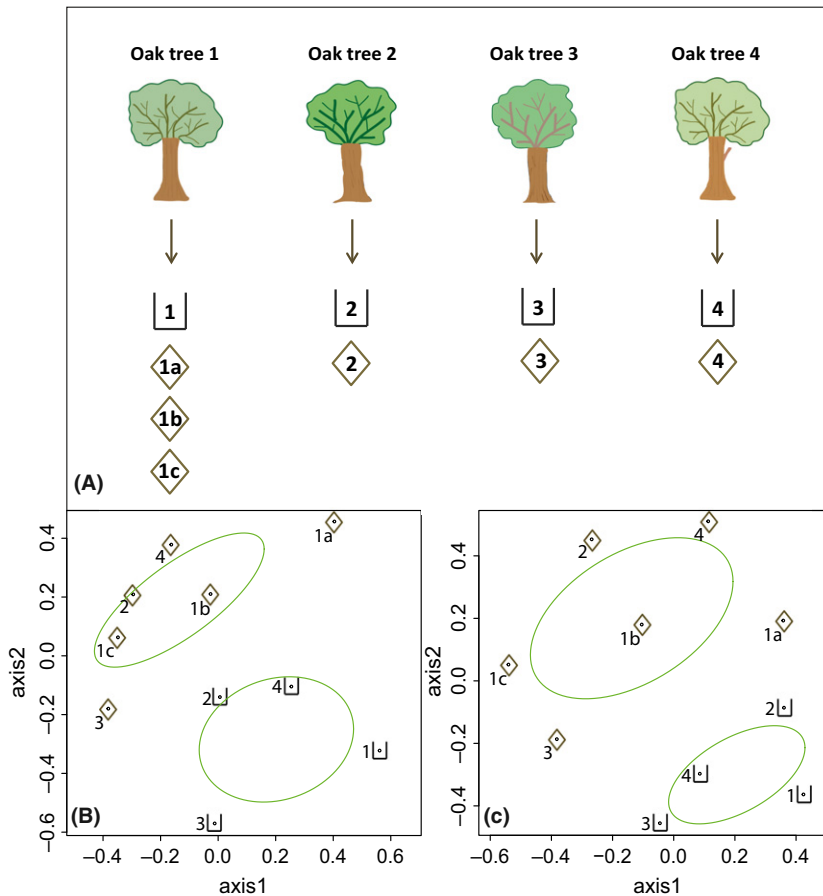 Oak tree 1 Oak tree 2 Oak tree 3 Oak tree 4
1 2 3 4
1a 2 3 4
1b
1c
(A)
0.4
0.2
0.0
−0.2
−0.4
−0.6
axis2
1a
4
2
1b
1c
3
2
4
1
3
(B)
−0.4 −0.2 0.0 0.2 0.4 0.6
axis1
0.4
0.2
0.0
−0.2
−0.4
axis2
4
2
1a
1b
1c
2
3
4
1
3
(c)
−0.6 −0.4 −0.2 0.0 0.2 0.4
axis1